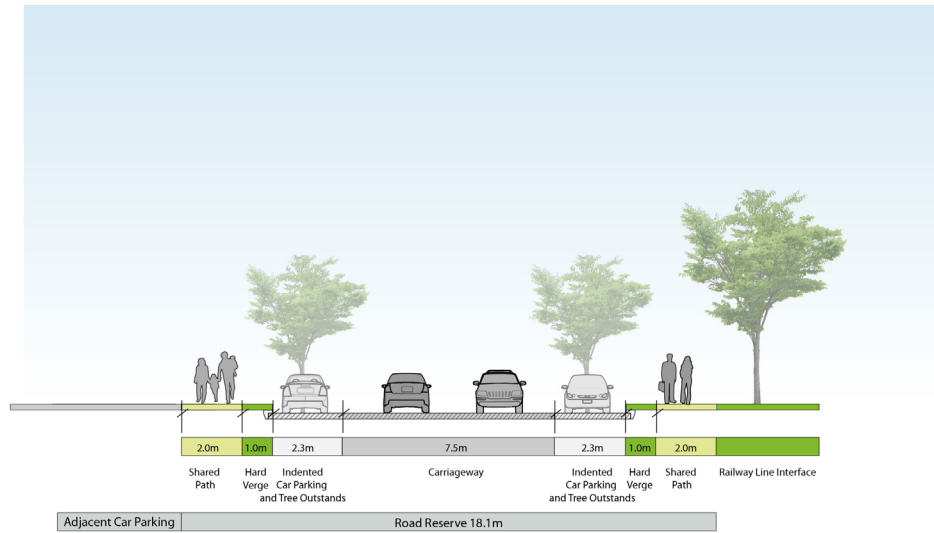 2.0m 1.0m 2.3m 7.5m 2.3m 1.0m 2.0m
Shared Path
Hard Verge
Indented Car Parking and Tree Outstands
Carriageway
Indented Car Parking and Tree Outstands
Hard Verge
Shared Path
Railway Line Interface
Adjacent Car Parking
Road Reserve 18.1m